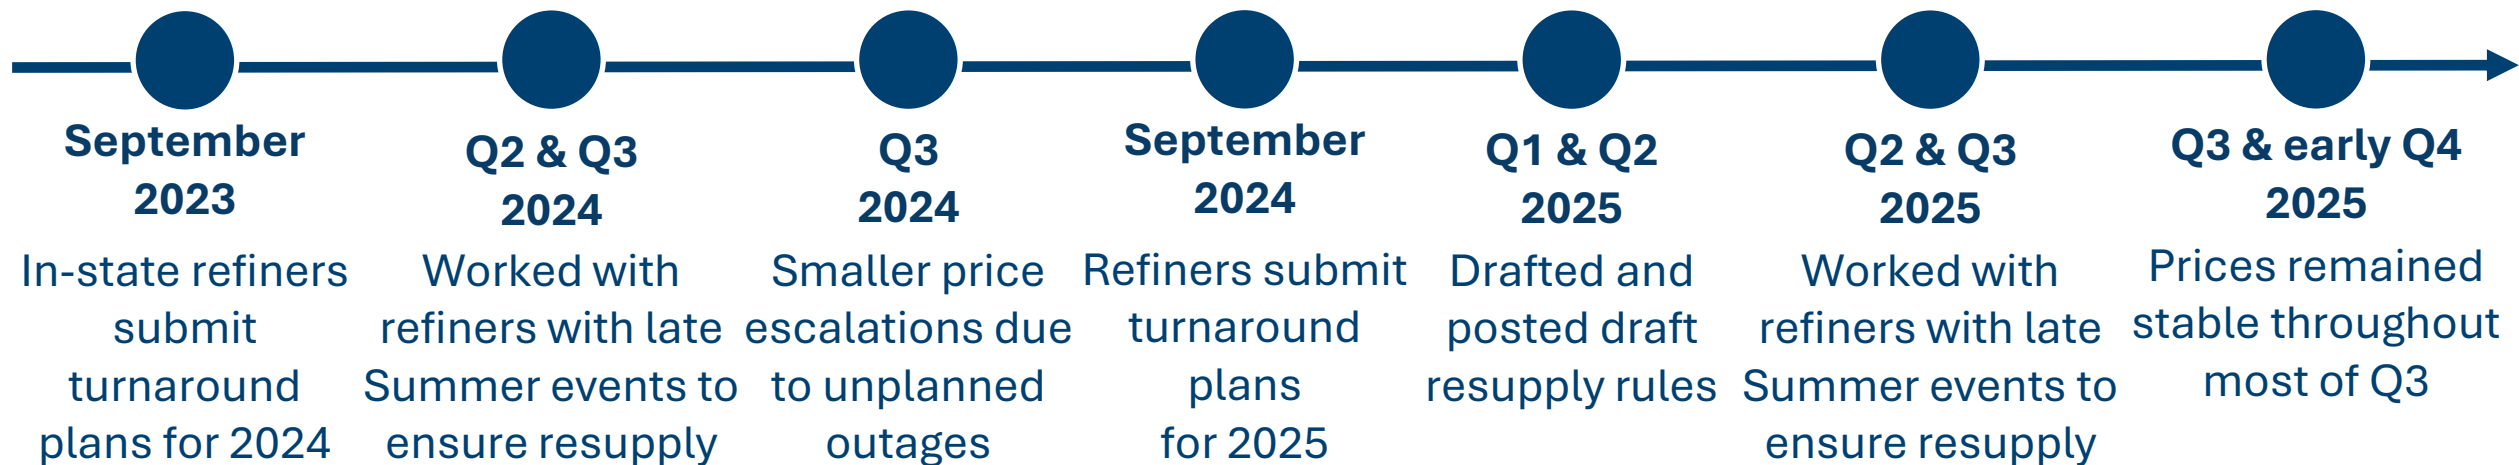 September
2023
In-state refiners
submit
turnaround
plans for 2024
Q2 & Q3
2024
Worked with
refiners with late
Summer events to
ensure resupply
Q3
2024
Smaller price
escalations due
to unplanned
outages
September
2024
Refiners submit
turnaround
plans
for 2025
Q1 & Q2
2025
Drafted and
posted draft
resupply rules
Q2 & Q3
2025
Worked with
refiners with late
Summer events to
ensure resupply
Q3 & early Q4
2025
Prices remained
stable throughout
most of Q3